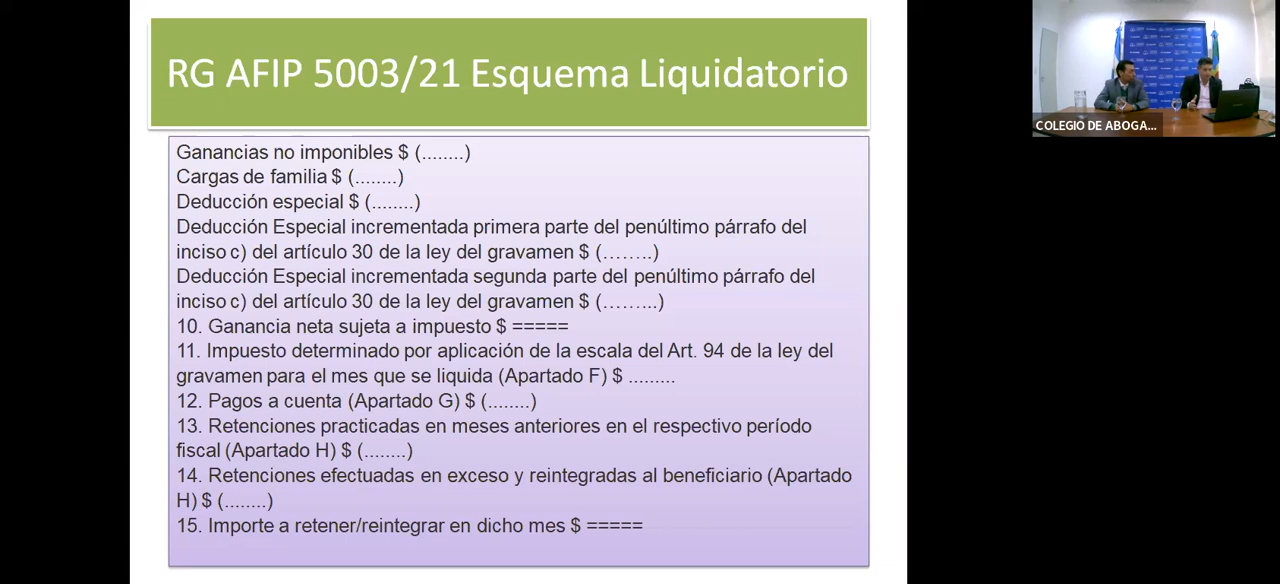 RG AFIP 5003/21 Esquema Liquidatorio
Ganancias no imponibles $ (........)
Cargas de familia $ (........)
Deducción especial $ (........)
Deducción Especial incrementada primera parte del penúltimo párrafo del
inciso c) del artículo 30 de la ley del gravamen $ (……..)
Deducción Especial incrementada segunda parte del penúltimo párrafo del
inciso c) del artículo 30 de la ley del gravamen $ (……...)
10. Ganancia neta sujeta a impuesto $ =====
11. Impuesto determinado por aplicación de la escala del Art. 94 de la ley del
gravamen para el mes que se liquida (Apartado F) $ .........
12. Pagos a cuenta (Apartado G) $ (........)
13. Retenciones practicadas en meses anteriores en el respectivo período
fiscal (Apartado H) $ (........)
14. Retenciones efectuadas en exceso y reintegradas al beneficiario (Apartado
H) $ (........)
15. Importe a retener/reintegrar en dicho mes $ =====
COLEGIO DE ABOGA...